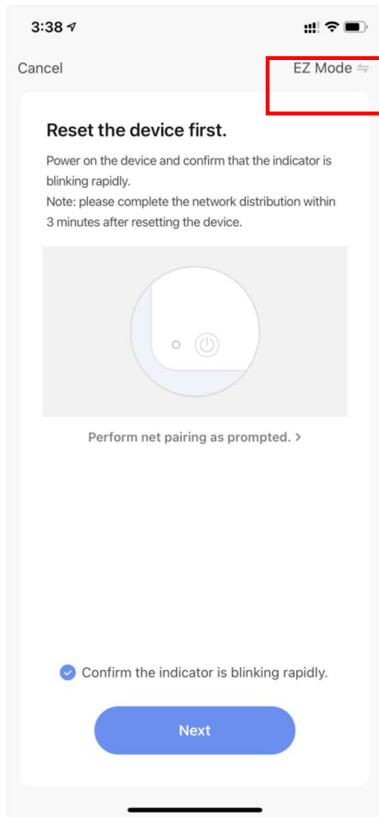 3:38
Cancel
EZ Mode
Reset the device first.
Power on the device and confirm that the indicator is
blinking rapidly.
Note: please complete the network distribution within
3 minutes after resetting the device.
Perform net pairing as prompted. >
Confirm the indicator is blinking rapidly.
Next